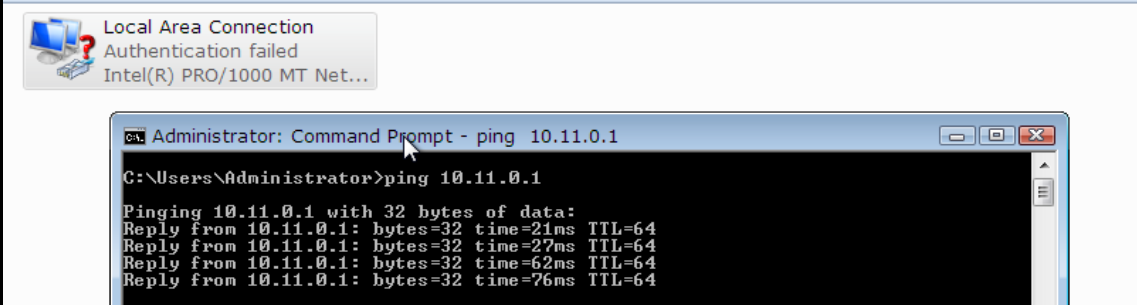 Local Area Connection
Authentication failed
Intel(R) PRO/1000 MT Net...
Administrator: Command Prompt - ping 10.11.0.1
C:\Users\Administrator>ping 10.11.0.1
Pinging 10.11.0.1 with 32 bytes of data:
Reply from 10.11.0.1: bytes=32 time=21ms TTL=64
Reply from 10.11.0.1: bytes=32 time=27ms TTL=64
Reply from 10.11.0.1: bytes=32 time=62ms TTL=64
Reply from 10.11.0.1: bytes=32 time=76ms TTL=64